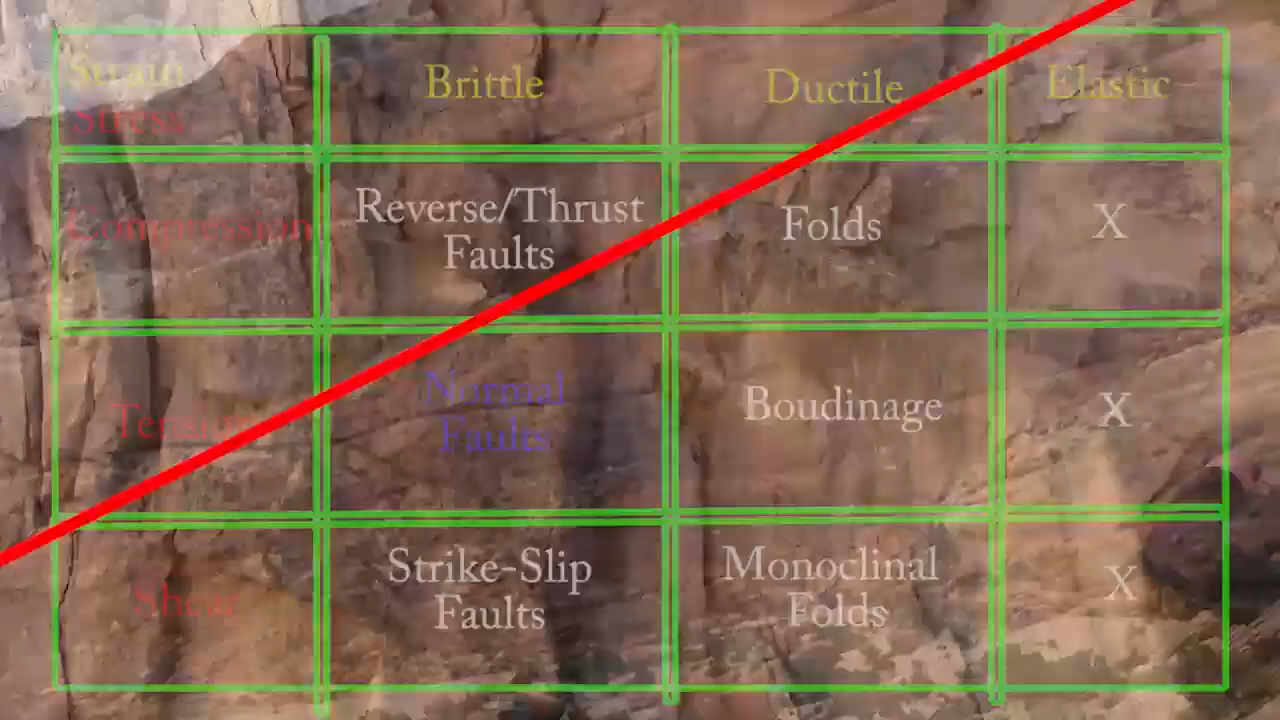 Strain
Stress
Brittle
Ductile
Elastic
Compression
Reverse/Thrust
Faults
Folds
X
Tension
Normal
Faults
Boudinage
X
Shear
Strike-Slip
Faults
Monoclinal
Folds
X